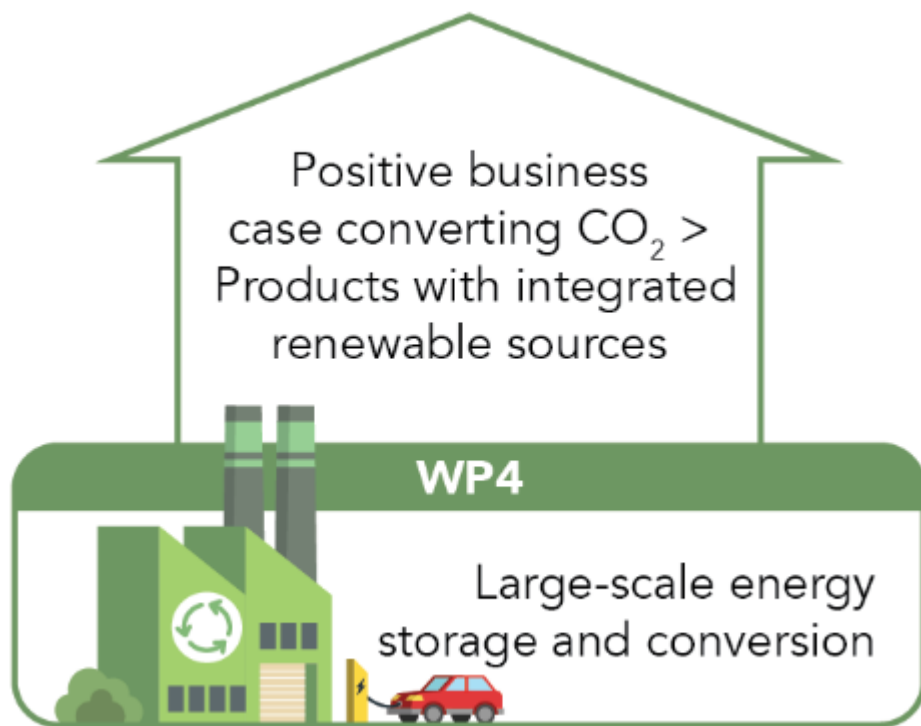 Positive business
case converting CO₂ >
Products with integrated
renewable sources
WP4
Large-scale energy
storage and conversion